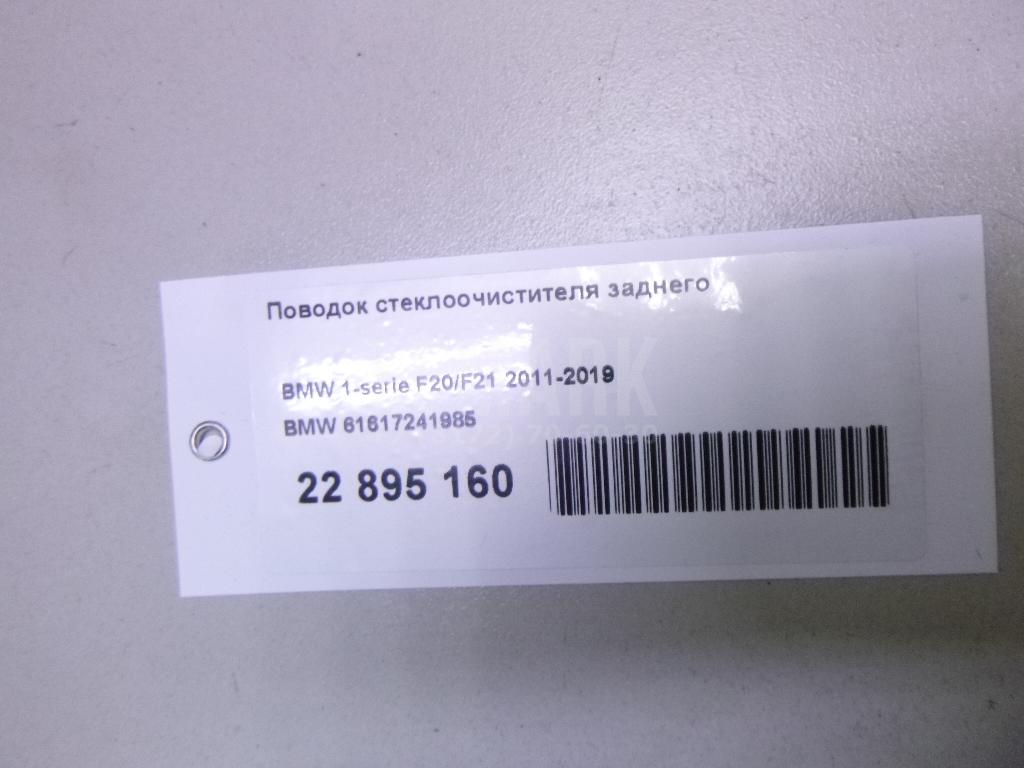 Поводок стеклоочистителя заднего
BMW 1-serie F20/F21 2011-2019
BMW 61617241985
22 895 160